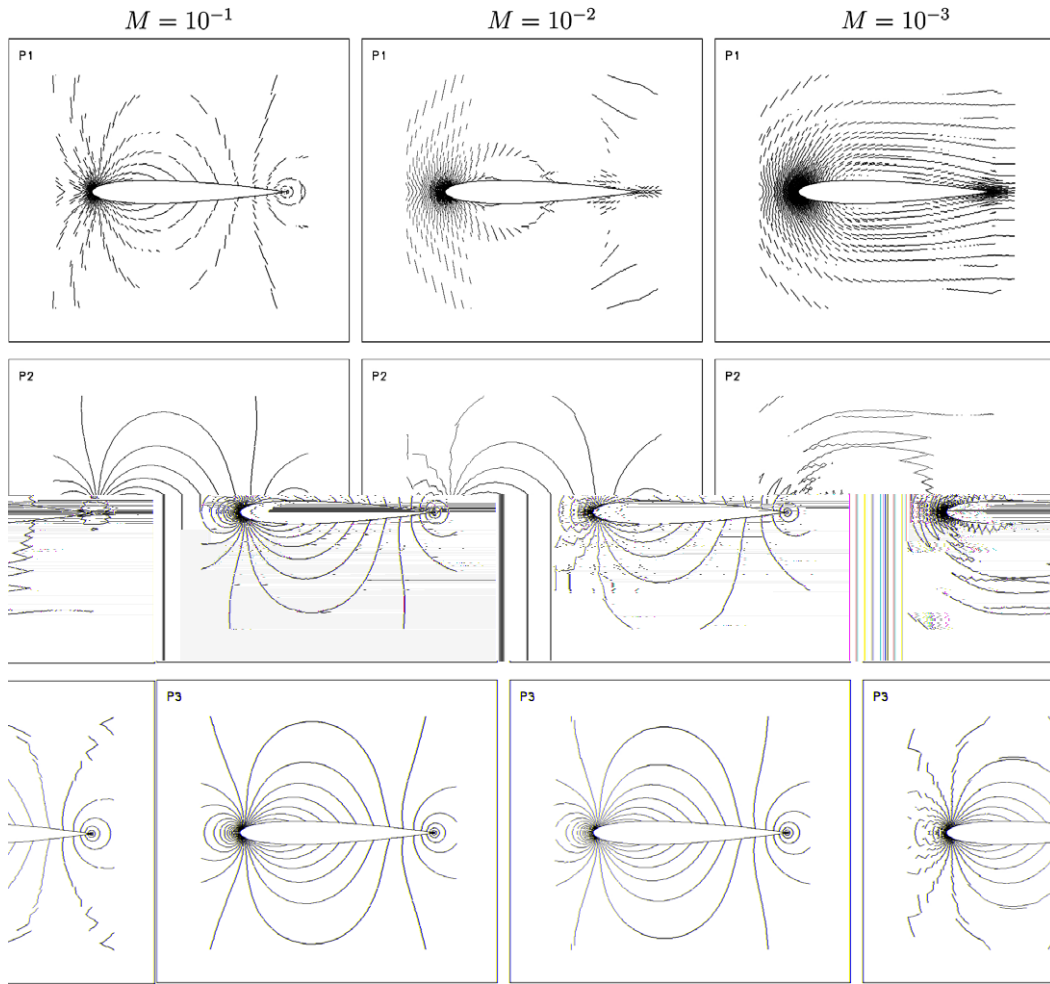 M = 10⁻¹ M = 10⁻² M = 10⁻³
P1 P1 P1
P2 P2 P2
P3 P3 P3